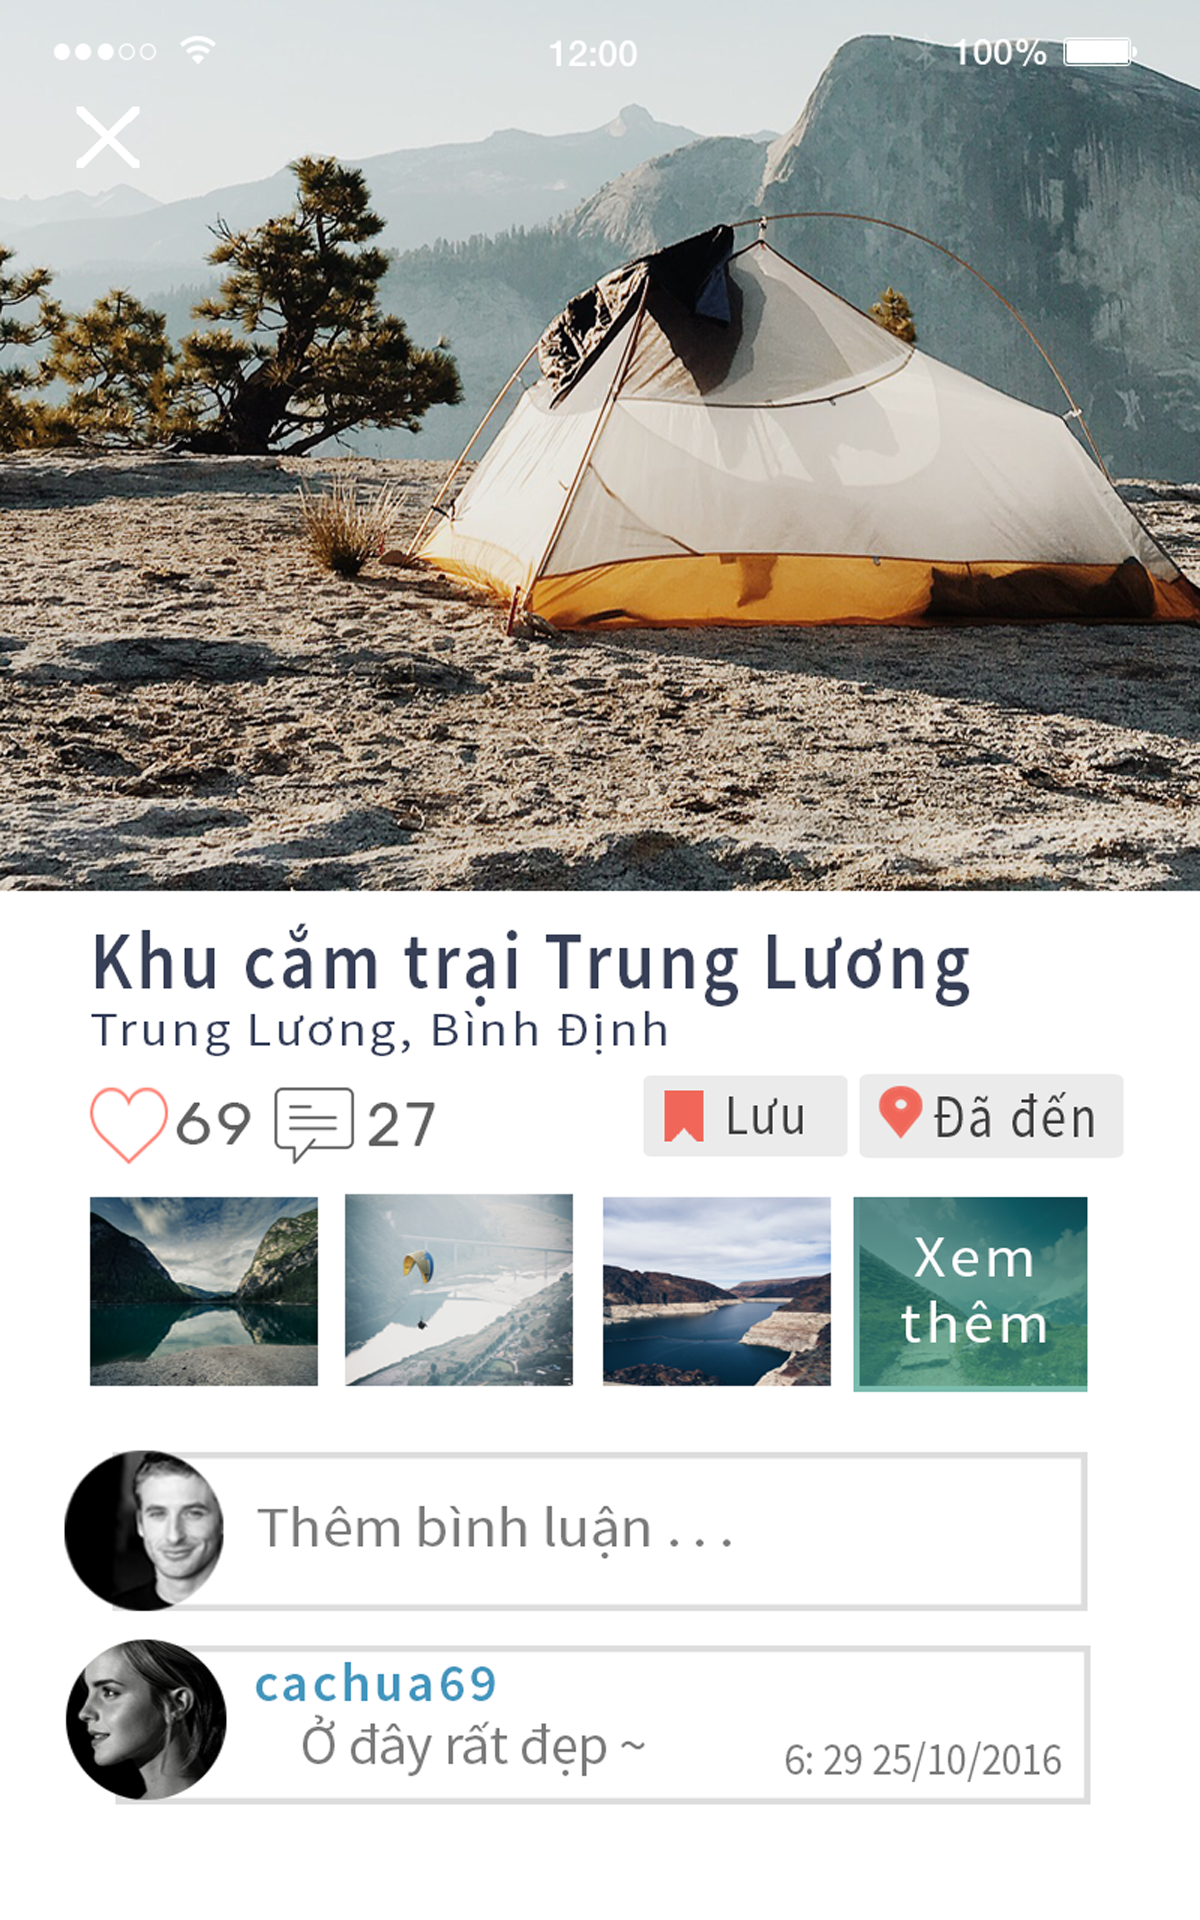 12:00
100%
Khu cắm trại Trung Lương
Trung Lương, Bình Định
69 27 Lưu Đã đến
Xem
thêm
Thêm bình luận . . .
cachua69
Ở đây rất đẹp ~
6: 29 25/10/2016